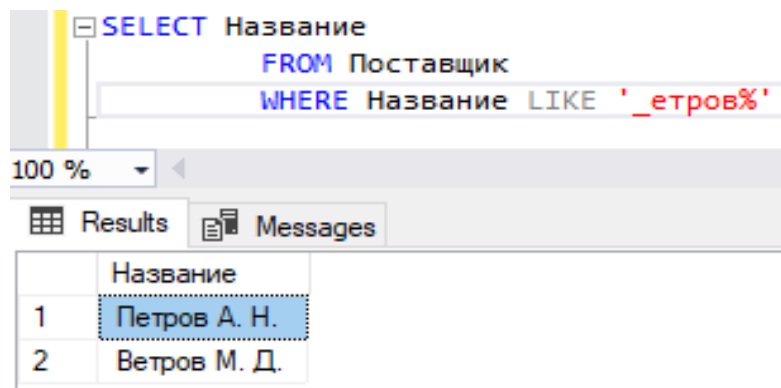 SELECT Название
FROM Поставщик
WHERE Название LIKE '_етров%'
100 %
Results Messages
Название
1 Петров А. Н.
2 Ветров М. Д.